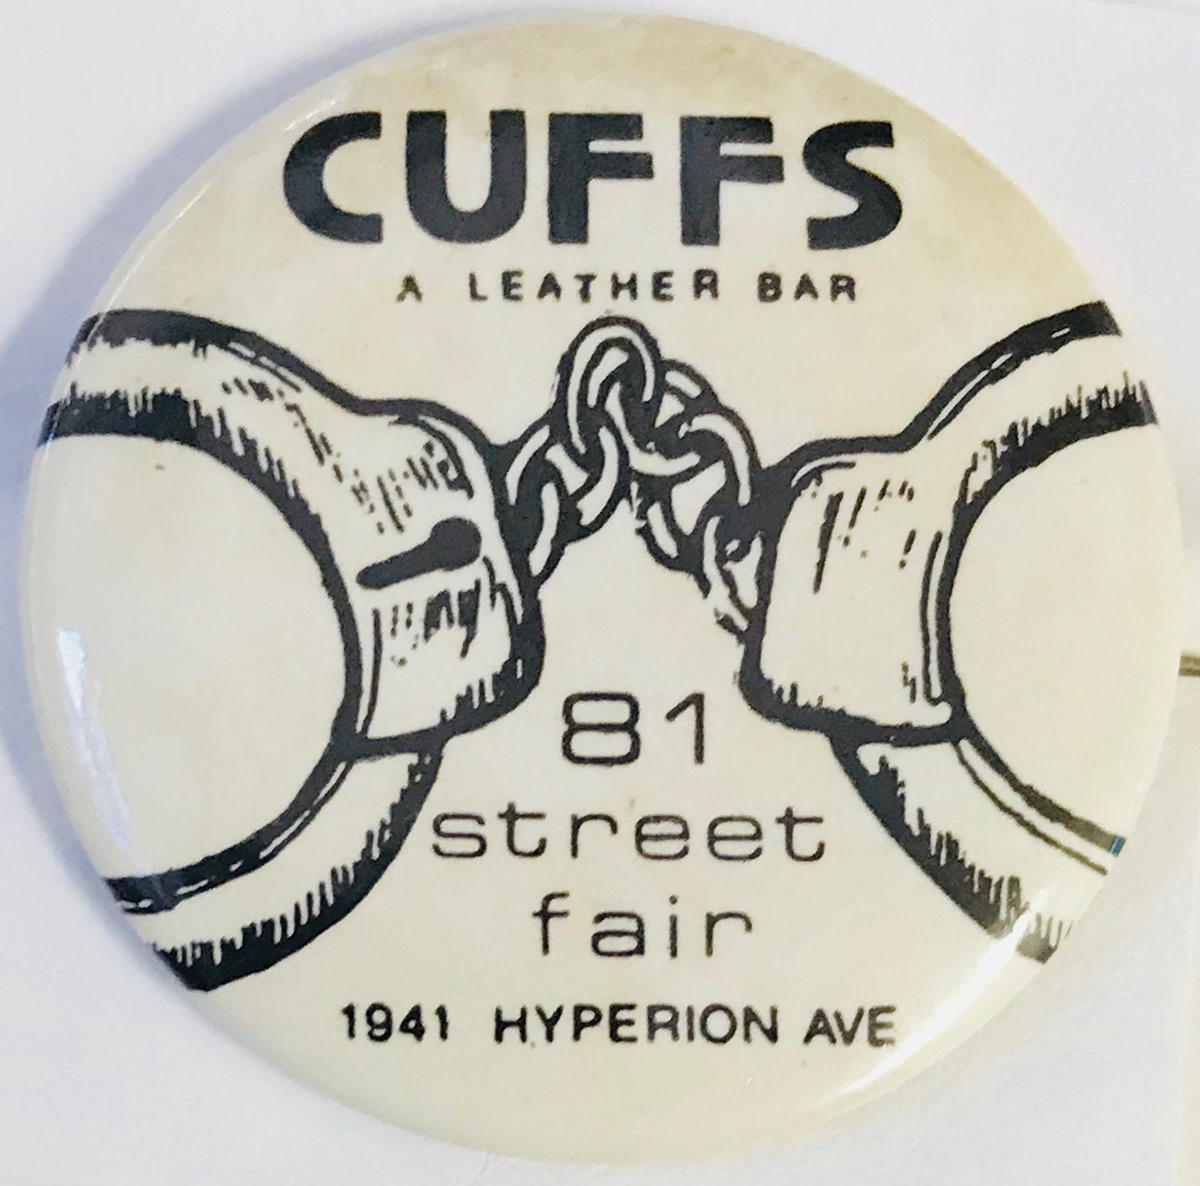 CUFFS
A LEATHER BAR
81
street
fair
1941 HYPERION AVE